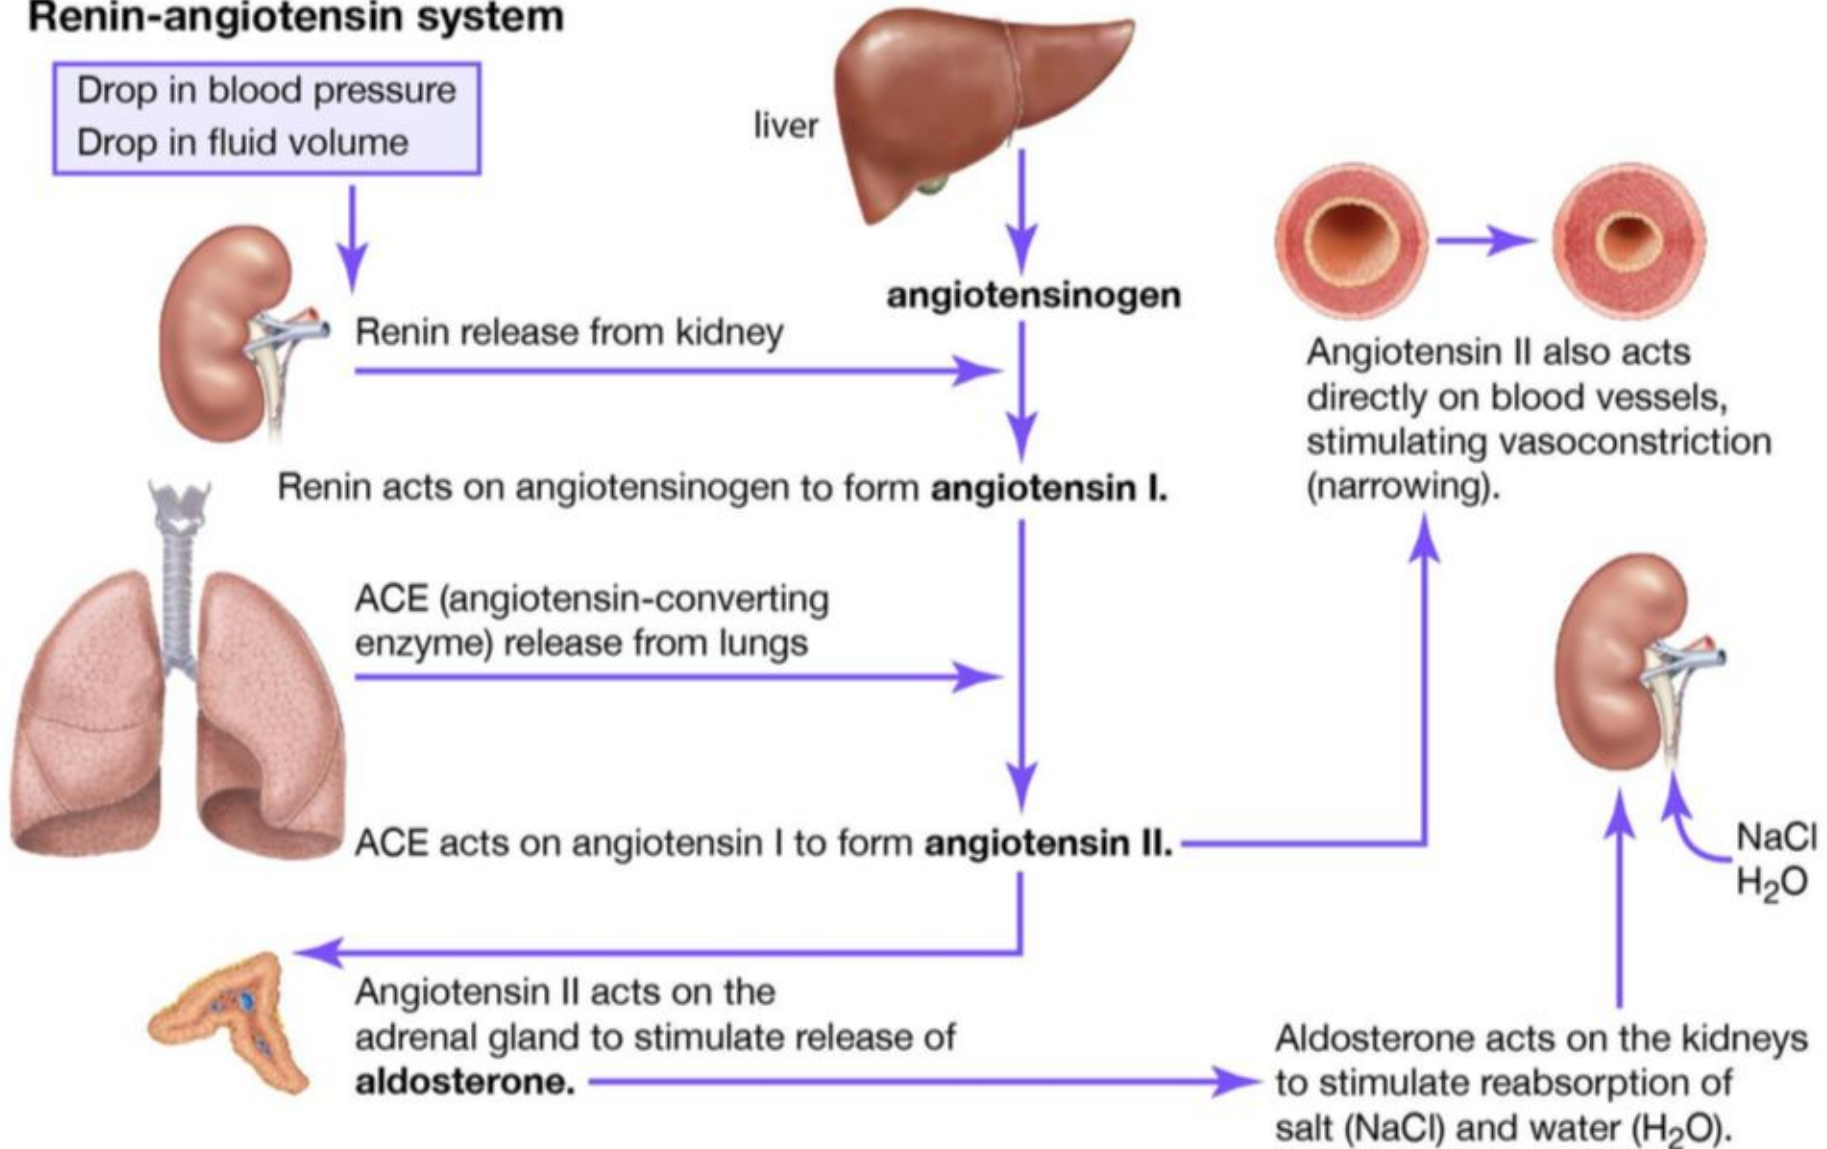 Renin-angiotensin system
Drop in blood pressure
Drop in fluid volume
liver
angiotensinogen
Renin release from kidney
Renin acts on angiotensinogen to form angiotensin I.
ACE (angiotensin-converting
enzyme) release from lungs
ACE acts on angiotensin I to form angiotensin II.
Angiotensin II also acts
directly on blood vessels,
stimulating vasoconstriction
(narrowing).
NaCl
H₂O
Angiotensin II acts on the
adrenal gland to stimulate release of
aldosterone.
Aldosterone acts on the kidneys
to stimulate reabsorption of
salt (NaCl) and water (H₂O).